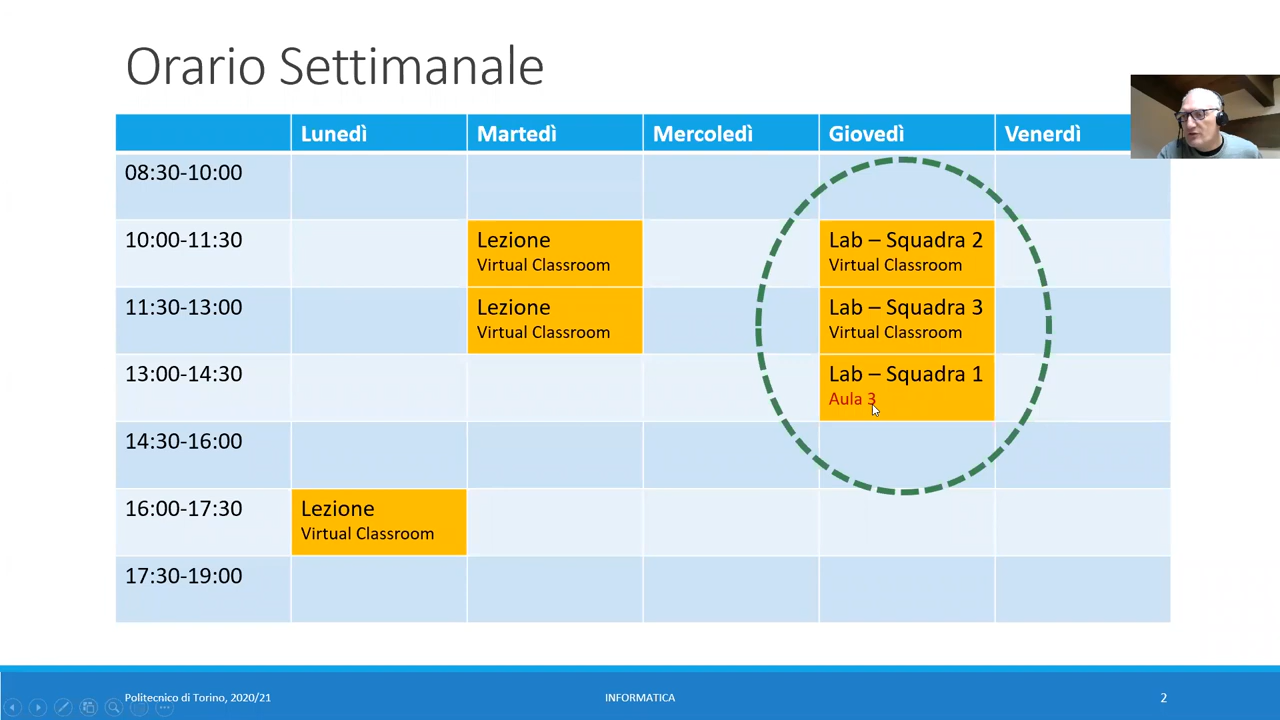 Orario Settimanale
Lunedì Martedì Mercoledì Giovedì Venerdì
08:30-10:00
10:00-11:30
Lezione
Virtual Classroom
Lab – Squadra 2
Virtual Classroom
11:30-13:00
Lezione
Virtual Classroom
Lab – Squadra 3
Virtual Classroom
13:00-14:30
Lab – Squadra 1
Aula 3
14:30-16:00
16:00-17:30
Lezione
Virtual Classroom
17:30-19:00
Politecnico di Torino, 2020/21 INFORMATICA 2